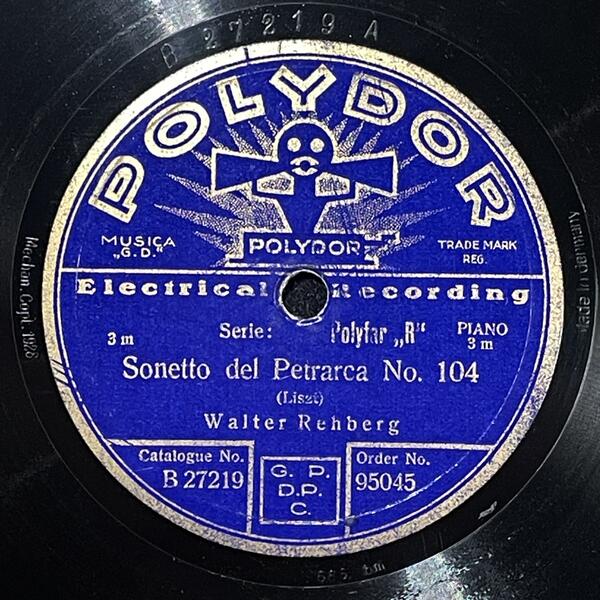 B 27219 A
POLYDOR
POLYDOR
MUSICA
„G.D."
TRADE MARK
REG.
Electrical Recording
3 m
Serie: Polyfar „R"
PIANO
3 m
Sonetto del Petrarca No. 104
(Liszt)
Walter Rehberg
Catalogue No.
B 27219
G. P.
D. P.
C.
Order No.
95045
Mechan. Copt. 1928
Made in Germany